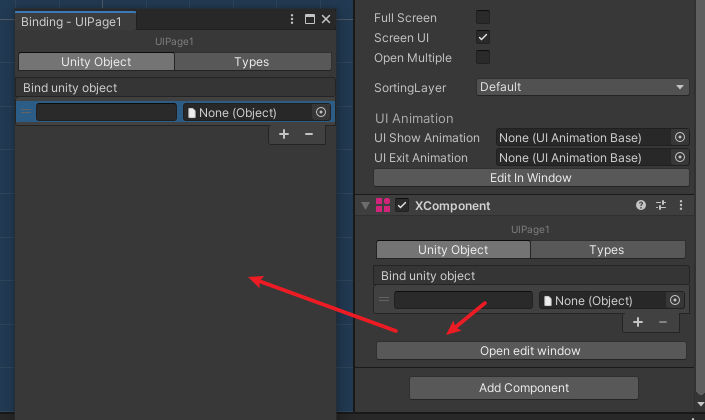 Binding - UIPage1
UIPage1
Unity Object
Types
Bind unity object
None (Object)
Full Screen
Screen UI
Open Multiple
SortingLayer
Default
UI Animation
UI Show Animation
None (UI Animation Base)
UI Exit Animation
None (UI Animation Base)
Edit In Window
XComponent
UIPage1
Unity Object
Types
Bind unity object
None (Object)
Open edit window
Add Component